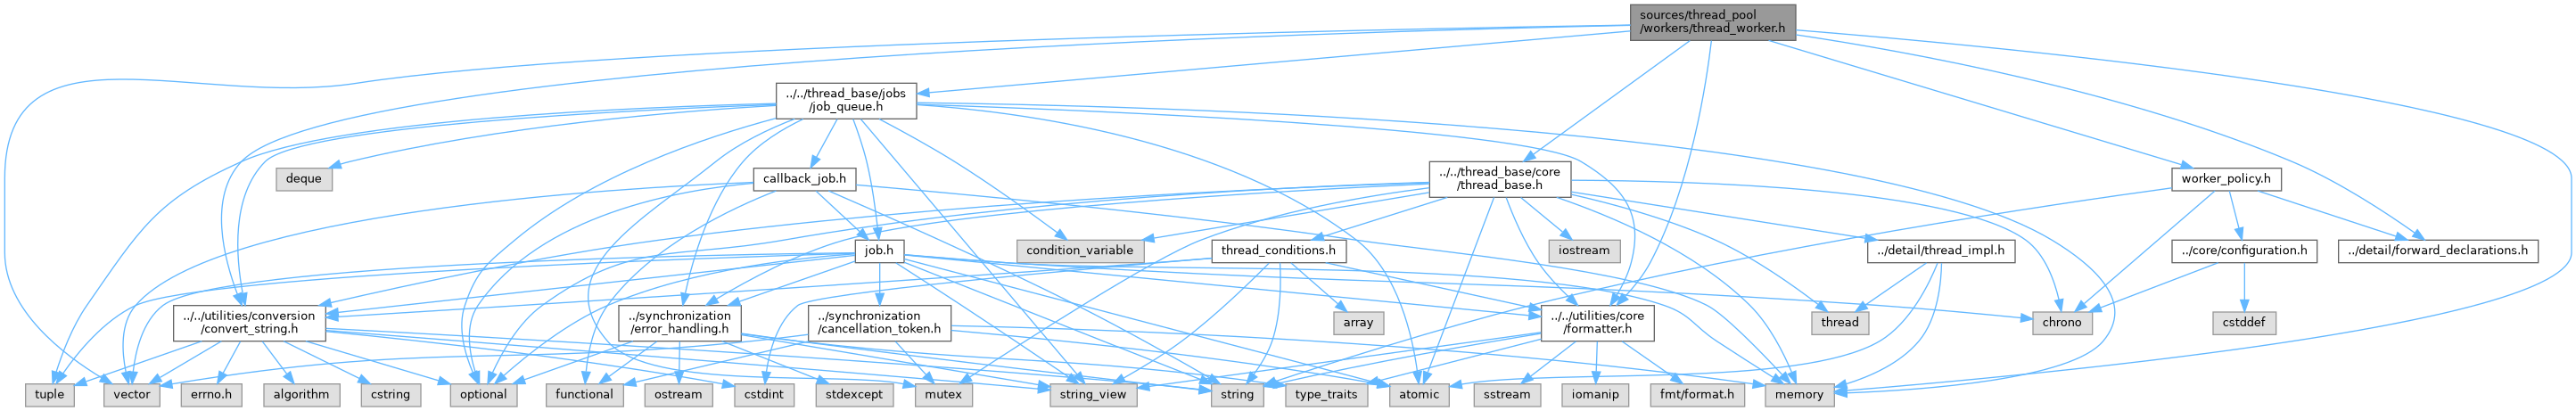 sources/thread_pool
/workers/thread_worker.h
../../thread_base/jobs
/job_queue.h
deque
callback_job.h
../../thread_base/core
/thread_base.h
worker_policy.h
job.h
condition_variable
thread_conditions.h
iostream
../detail/thread_impl.h
../core/configuration.h
../detail/forward_declarations.h
../../utilities/conversion
/convert_string.h
../synchronization
/error_handling.h
../synchronization
/cancellation_token.h
array
../../utilities/core
/formatter.h
thread
chrono
cstddef
tuple
vector
errno.h
algorithm
cstring
optional
functional
ostream
cstdint
stdexcept
mutex
string_view
string
type_traits
atomic
sstream
iomanip
fmt/format.h
memory